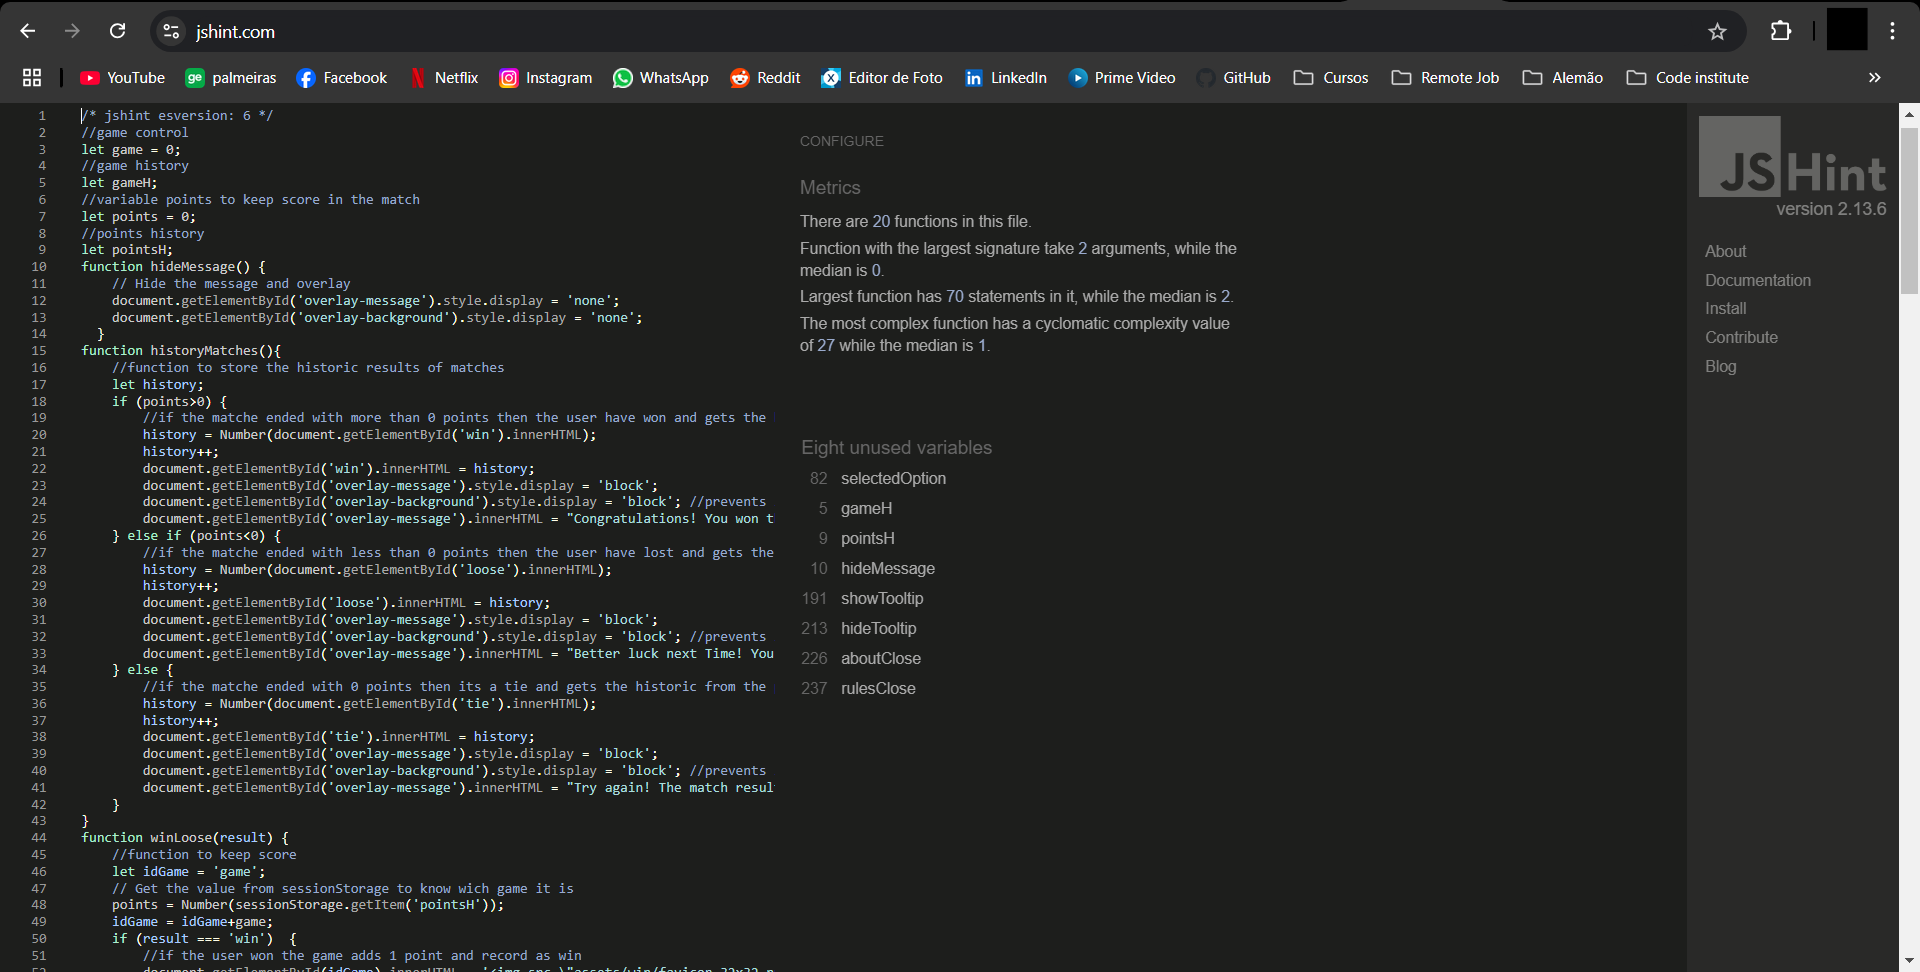 jshint.com
YouTube
palmeiras
Facebook
Netflix
Instagram
WhatsApp
Reddit
Editor de Foto
LinkedIn
Prime Video
GitHub
Cursos
Remote Job
Alemão
Code institute
»
1 /* jshint esversion: 6 */
2 //game control
3 let game = 0;
4 //game history
5 let gameH;
6 //variable points to keep score in the match
7 let points = 0;
8 //points history
9 let pointsH;
10 function hideMessage() {
11 // Hide the message and overlay
12 document.getElementById('overlay-message').style.display = 'none';
13 document.getElementById('overlay-background').style.display = 'none';
14 }
15 function historyMatches(){
16 //function to store the historic results of matches
17 let history;
18 if (points>0) {
19 //if the matche ended with more than 0 points then the user have won and gets the
20 history = Number(document.getElementById('win').innerHTML);
21 history++;
22 document.getElementById('win').innerHTML = history;
23 document.getElementById('overlay-message').style.display = 'block';
24 document.getElementById('overlay-background').style.display = 'block'; //prevents
25 document.getElementById('overlay-message').innerHTML = "Congratulations! You won t
26 } else if (points<0) {
27 //if the matche ended with less than 0 points then the user have lost and gets the
28 history = Number(document.getElementById('loose').innerHTML);
29 history++;
30 document.getElementById('loose').innerHTML = history;
31 document.getElementById('overlay-message').style.display = 'block';
32 document.getElementById('overlay-background').style.display = 'block'; //prevents
33 document.getElementById('overlay-message').innerHTML = "Better luck next Time! You
34 } else {
35 //if the matche ended with 0 points then its a tie and gets the historic from the
36 history = Number(document.getElementById('tie').innerHTML);
37 history++;
38 document.getElementById('tie').innerHTML = history;
39 document.getElementById('overlay-message').style.display = 'block';
40 document.getElementById('overlay-background').style.display = 'block'; //prevents
41 document.getElementById('overlay-message').innerHTML = "Try again! The match resul
42 }
43 }
44 function winLoose(result) {
45 //function to keep score
46 let idGame = 'game';
47 // Get the value from sessionStorage to know wich game it is
48 points = Number(sessionStorage.getItem('pointsH'));
49 idGame = idGame+game;
50 if (result === 'win')  {
51 //if the user won the game adds 1 point and record as win
CONFIGURE
Metrics
There are 20 functions in this file.
Function with the largest signature take 2 arguments, while the
median is 0.
Largest function has 70 statements in it, while the median is 2.
The most complex function has a cyclomatic complexity value
of 27 while the median is 1.
Eight unused variables
82 selectedOption
5 gameH
9 pointsH
10 hideMessage
191 showTooltip
213 hideTooltip
226 aboutClose
237 rulesClose
JSHint
version 2.13.6
About
Documentation
Install
Contribute
Blog